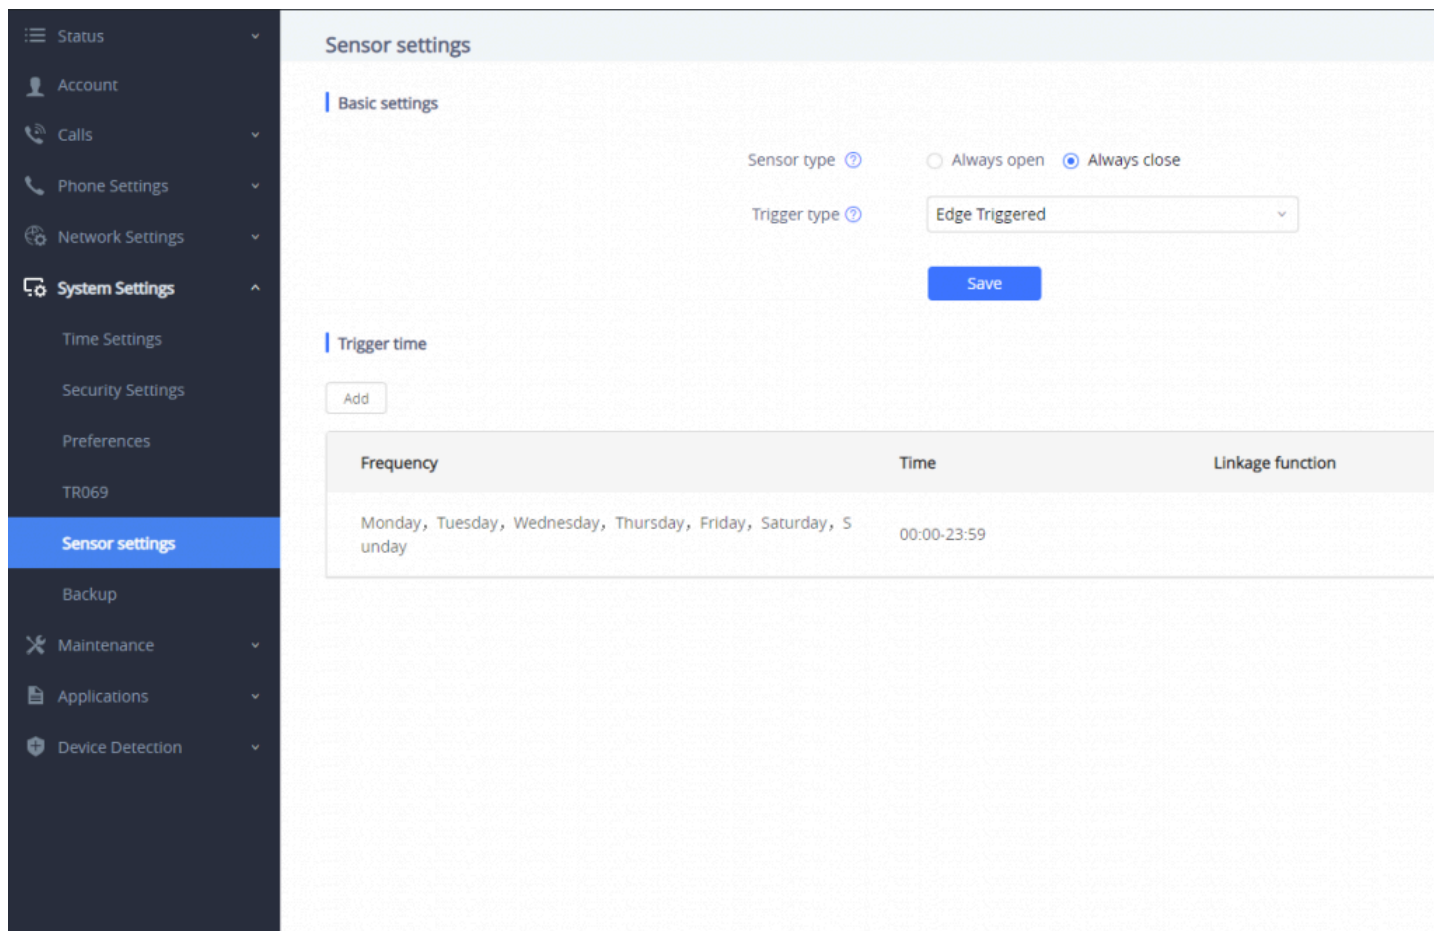 Status
Account
Calls
Phone Settings
Network Settings
System Settings
Time Settings
Security Settings
Preferences
TR069
Sensor settings
Backup
Maintenance
Applications
Device Detection
Sensor settings
Basic settings
Sensor type ? Always open Always close
Trigger type ? Edge Triggered
Save
Trigger time
Add
Frequency Time Linkage function
Monday，Tuesday，Wednesday，Thursday，Friday，Saturday，S
unday
00:00-23:59